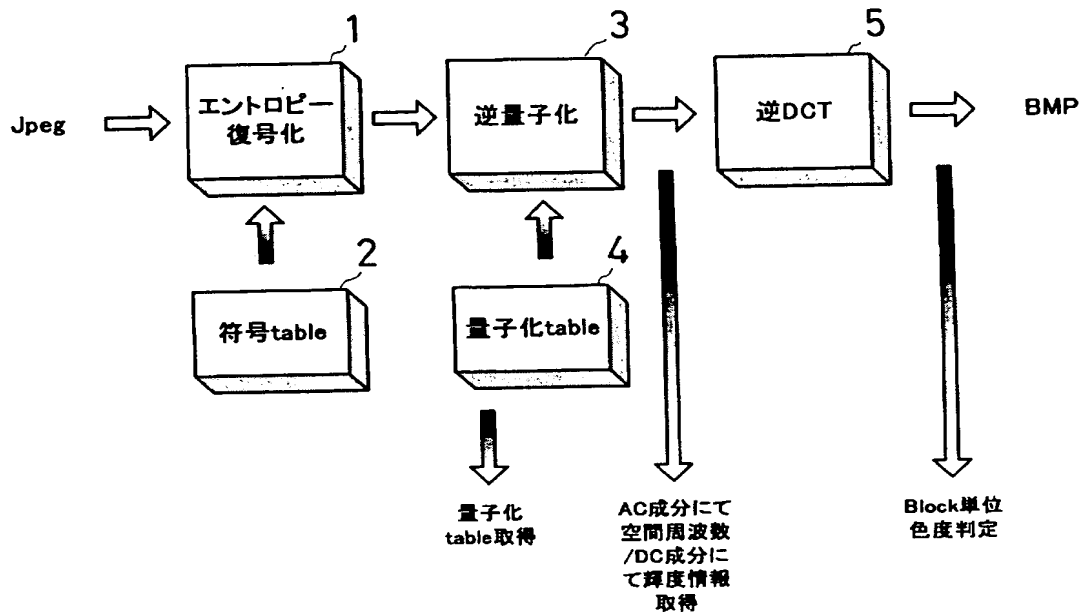 1
3
5
Jpeg
エントロピー
復号化
逆量子化
逆DCT
BMP
2
4
符号table
量子化table
量子化
table取得
AC成分にて
空間周波数
/DC成分に
て輝度情報
取得
Block単位
色度判定